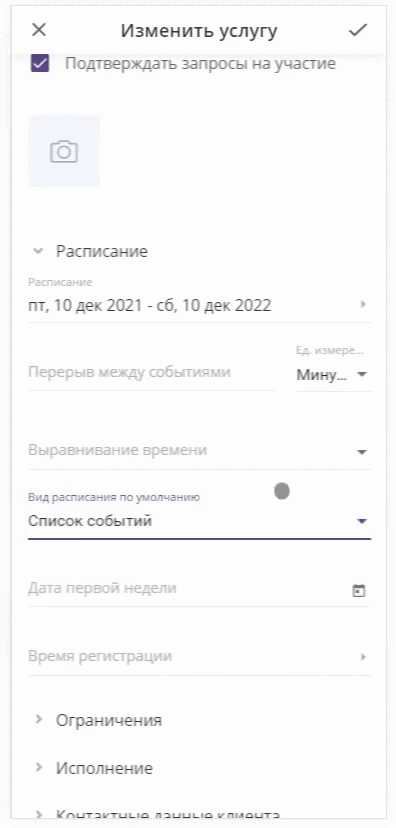 Изменить услугу
Подтверждать запросы на участие
Расписание
Расписание
пт, 10 дек 2021 - сб, 10 дек 2022
Перерыв между событиями
Ед. измере...
Мину...
Выравнивание времени
Вид расписания по умолчанию
Список событий
Дата первой недели
Время регистрации
Ограничения
Исполнение
Контактные данные клиента